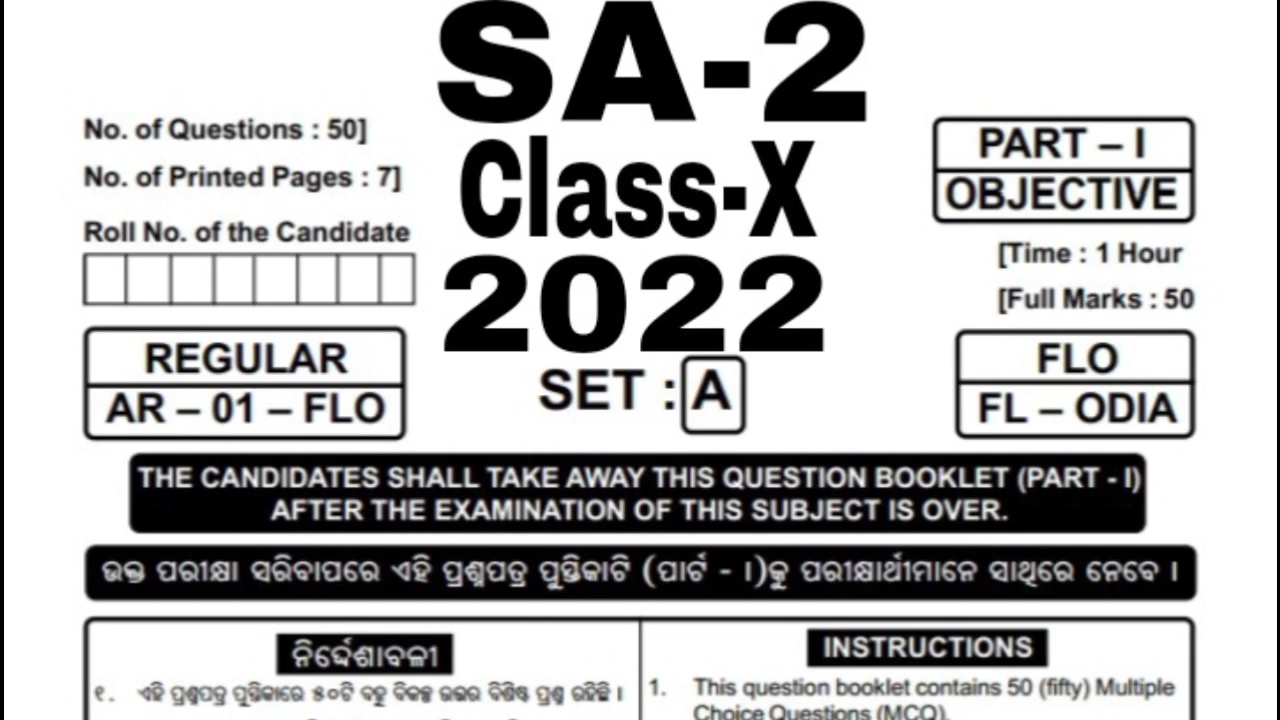 SA-2
Class-X
2022
No. of Questions : 50]
No. of Printed Pages : 7]
Roll No. of the Candidate
PART – I
OBJECTIVE
[Time : 1 Hour
[Full Marks : 50
REGULAR
AR – 01 – FLO
SET : A
FLO
FL – ODIA
THE CANDIDATES SHALL TAKE AWAY THIS QUESTION BOOKLET (PART - I)
AFTER THE EXAMINATION OF THIS SUBJECT IS OVER.
ଉକ୍ତ ପରୀକ୍ଷା ସରିବାପରେ ଏହି ପ୍ରଶ୍ନପତ୍ର ପୁସ୍ତିକାଟି (ପାର୍ଟ - ।)କୁ ପରୀକ୍ଷାର୍ଥୀମାନେ ସାଥିରେ ନେବେ ।
ନିର୍ଦ୍ଦେଶାବଳୀ
୧. ଏହି ପ୍ରଶ୍ନପତ୍ର ପୁସ୍ତିକାରେ ୫୦ଟି ବହୁ ବିକଳ୍ପ ଉତ୍ତର ବିଶିଷ୍ଟ ପ୍ରଶ୍ନ ରହିଛି ।
INSTRUCTIONS
1. This question booklet contains 50 (fifty) Multiple
Choice Questions (MCQ).